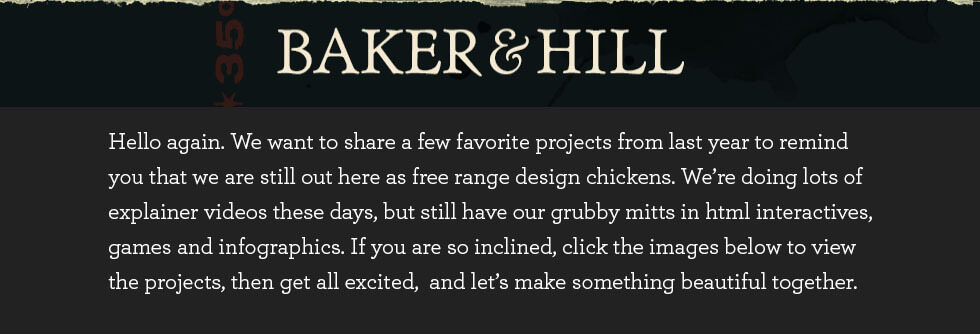 BAKER & HILL
Hello again. We want to share a few favorite projects from last year to remind
you that we are still out here as free range design chickens. We’re doing lots of
explainer videos these days, but still have our grubby mitts in html interactives,
games and infographics. If you are so inclined, click the images below to view
the projects, then get all excited,  and let’s make something beautiful together.